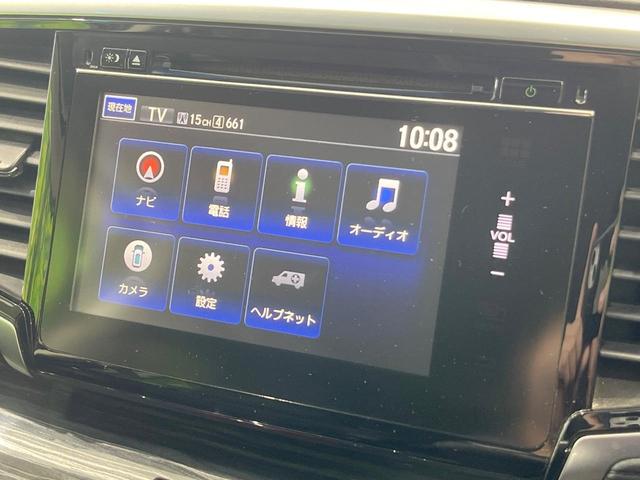 現在地 TV 15CH 4 661
10:08
ナビ 電話 情報 オーディオ
カメラ 設定 ヘルプネット
+
VOL
−